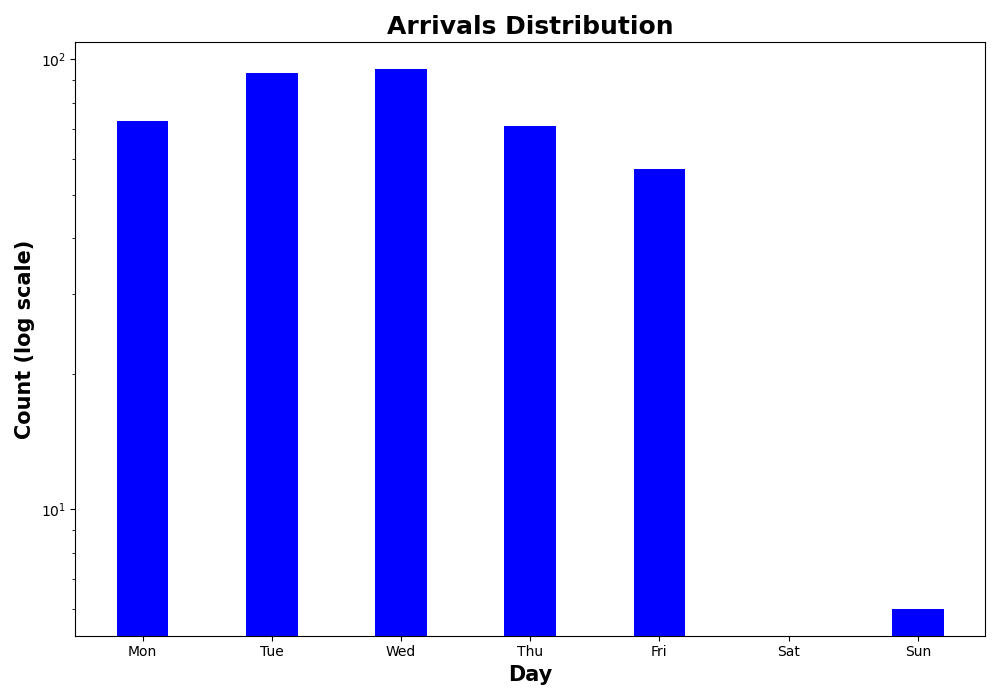 Arrivals Distribution
Count (log scale)
10²
10¹
Mon Tue Wed Thu Fri Sat Sun
Day